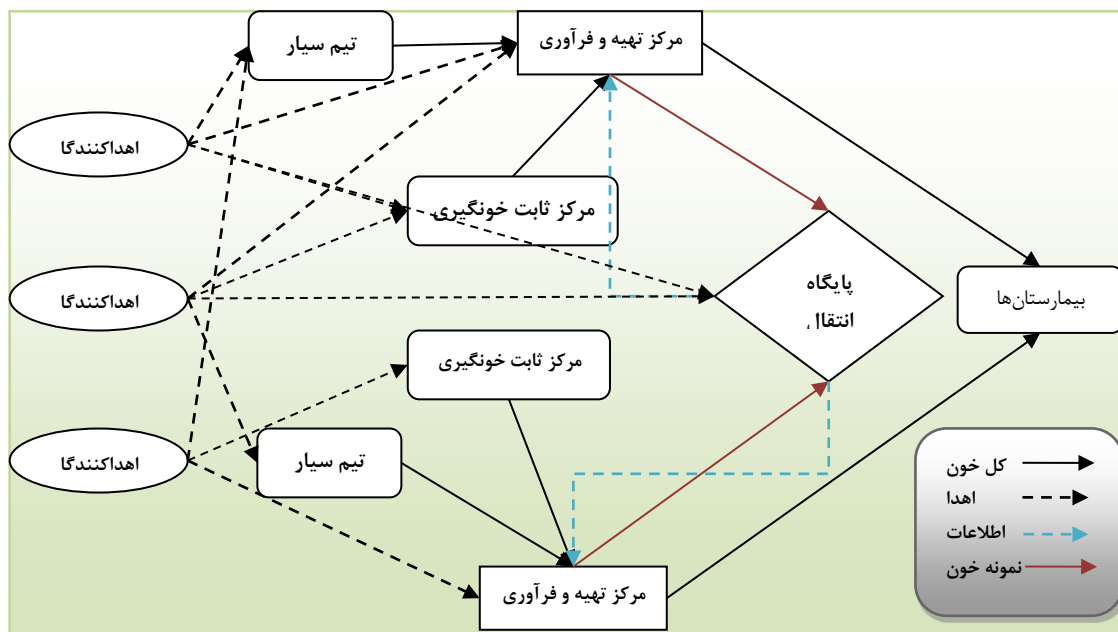 تیم سیار
مرکز تهیه و فرآوری
اهداکنندگا
مرکز ثابت خونگیری
اهداکنندگا
پایگاه
انتقال
بیمارستان‌ها
مرکز ثابت خونگیری
اهداکنندگا
تیم سیار
مرکز تهیه و فرآوری
کل خون
اهدا
اطلاعات
نمونه خون